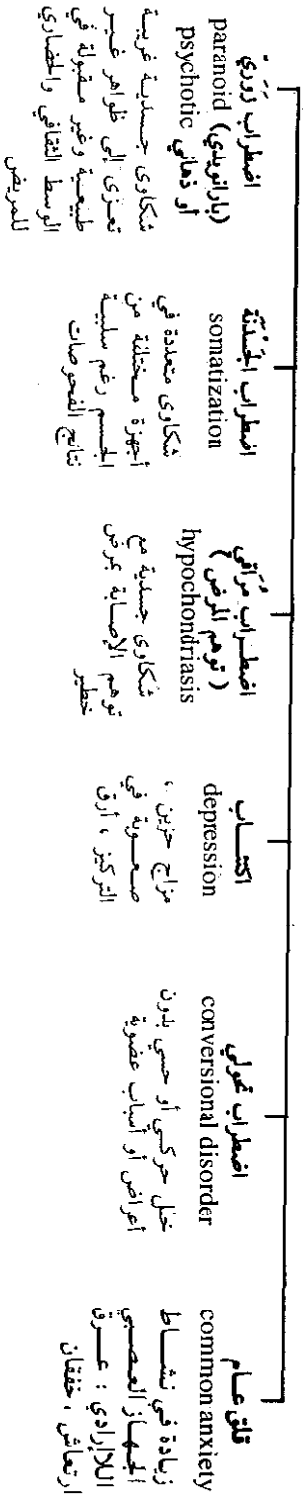 قلق عام
common anxiety
زيادة في نشاط
الجهاز العصبي
اللاإرادي : عرق
ارتعاش ، خفقان
اضطراب تحولي
conversional disorder
خلل حركي أو حسي بدون
أعراض أو أسباب عضوية
اكتئاب
depression
مزاج حزين ،
صعوبة في
التركيز ، أرق
اضطراب مُرَاقي
( توهم المرض )
hypochondriasis
شكاوى جسدية مع
توهم الإصابة بمرض
خطير
اضطراب الجَسْدَنَة
somatization
شكاوى متعددة في
أجهزة مختلفة من
الجسم رغم سلبية
نتائج الفحوصات
اضطراب زَوَري
(بارانويدي) paranoid
أو ذهاني psychotic
شكاوى جسدية غريبة
تعزى إلى ظواهر غير
طبيعية وغير مقبولة في
الوسط الثقافي والحضاري
للمريض